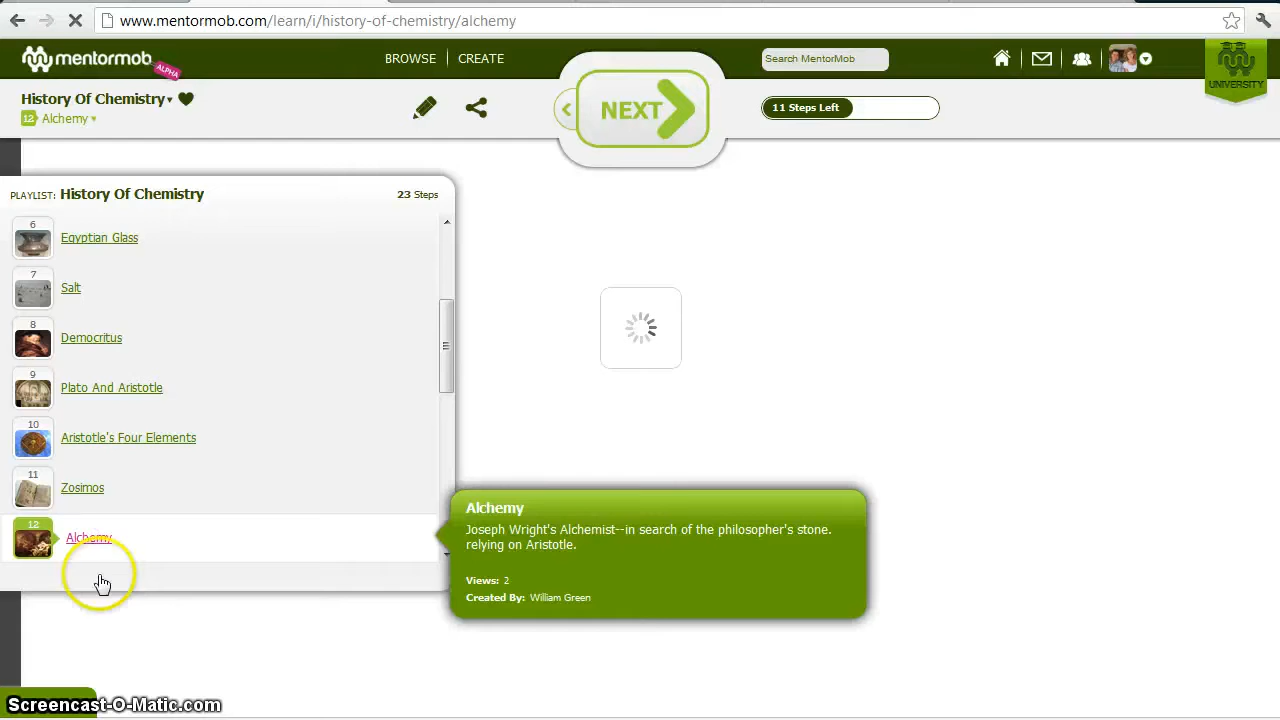 www.mentormob.com/learn/i/history-of-chemistry/alchemy
mentormob
ALPHA
BROWSE
CREATE
Search MentorMob
UNIVERSITY
History Of Chemistry
12 Alchemy
NEXT
11 Steps Left
PLAYLIST: History Of Chemistry
23 Steps
6
Egyptian Glass
7
Salt
8
Democritus
9
Plato And Aristotle
10
Aristotle's Four Elements
11
Zosimos
12
Alchemy
Alchemy
Joseph Wright's Alchemist--in search of the philosopher's stone.
relying on Aristotle.
Views: 2
Created By: William Green
Screencast-O-Matic.com